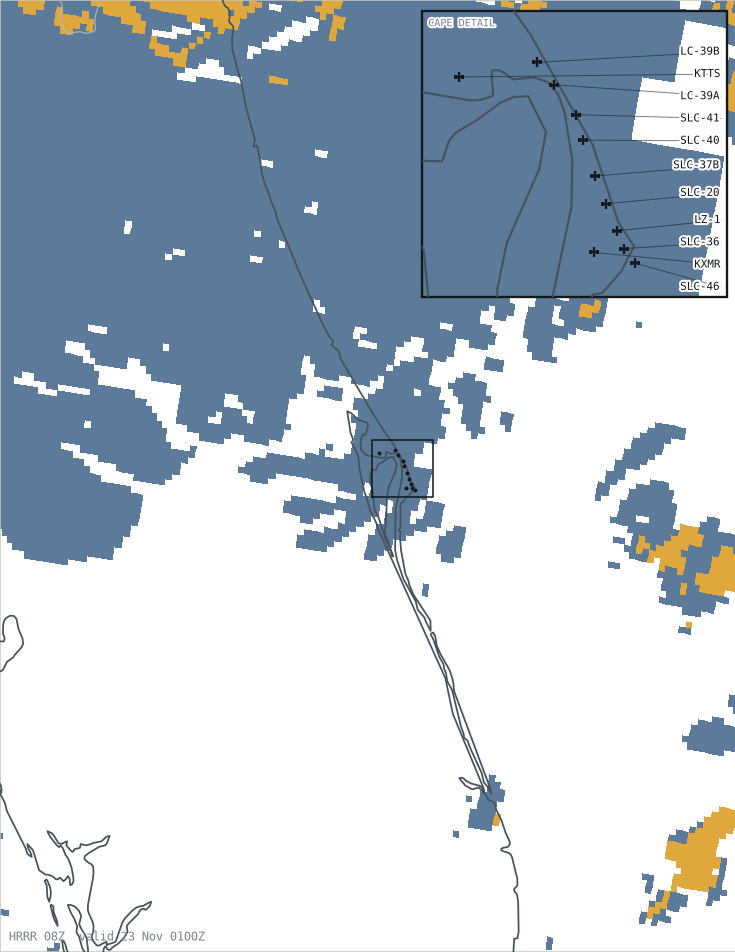 CAPE DETAIL
LC-39B
KTTS
LC-39A
SLC-41
SLC-40
SLC-37B
SLC-20
LZ-1
SLC-36
KXMR
SLC-46
HRRR 08Z valid 23 Nov 0100Z